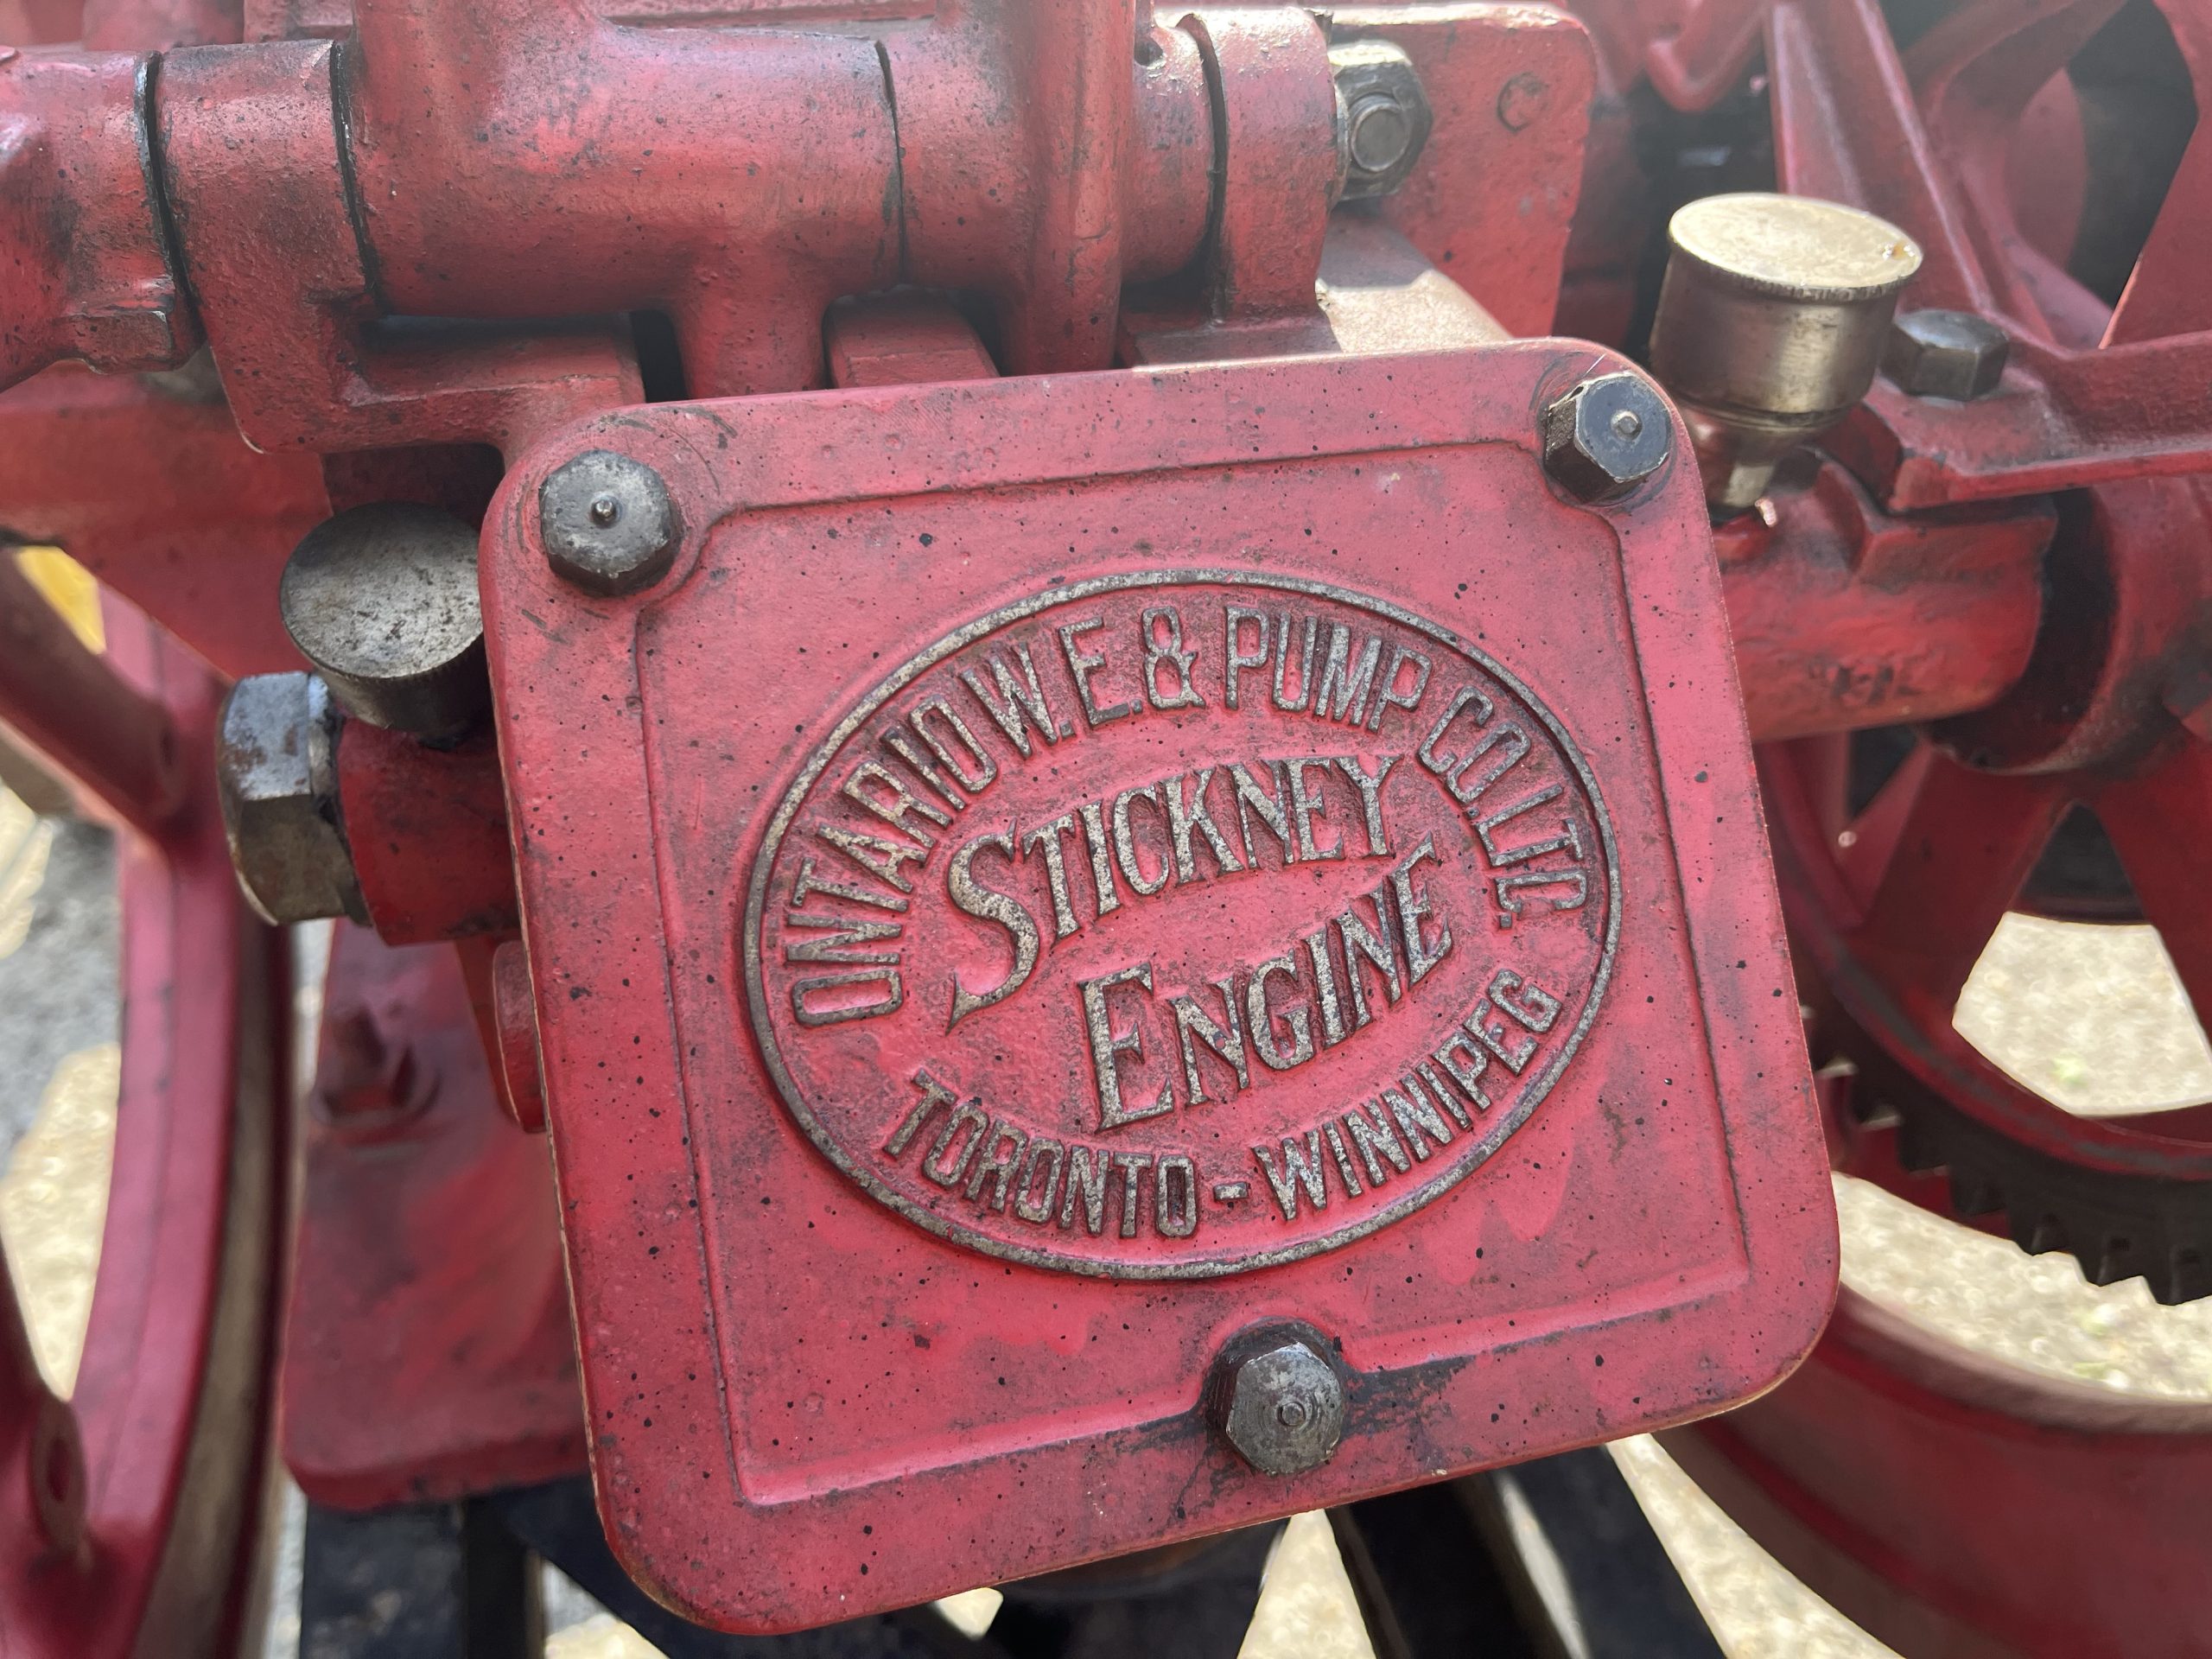 ONTARIO W.E. & PUMP CO. LTD.
STICKNEY
ENGINE
TORONTO - WINNIPEG